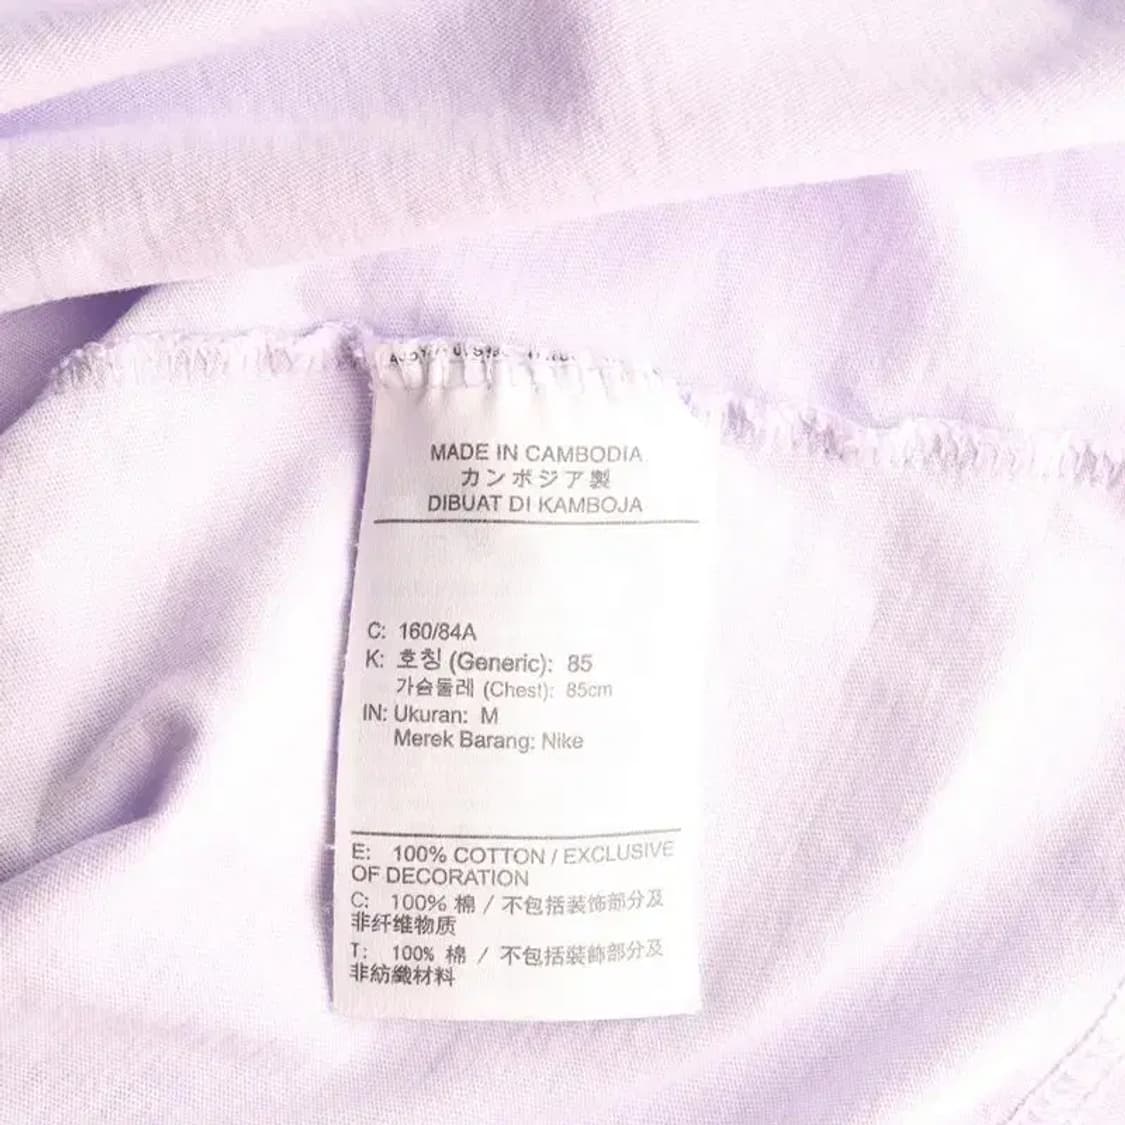 MADE IN CAMBODIA
カンボジア製
DIBUAT DI KAMBOJA
C: 160/84A
K: 호칭 (Generic): 85
가슴둘레 (Chest): 85cm
IN: Ukuran: M
Merek Barang: Nike
E: 100% COTTON / EXCLUSIVE
OF DECORATION
C: 100% 棉 / 不包括装饰部分及
非纤维物质
T: 100% 棉 / 不包括裝飾部分及
非紡織材料